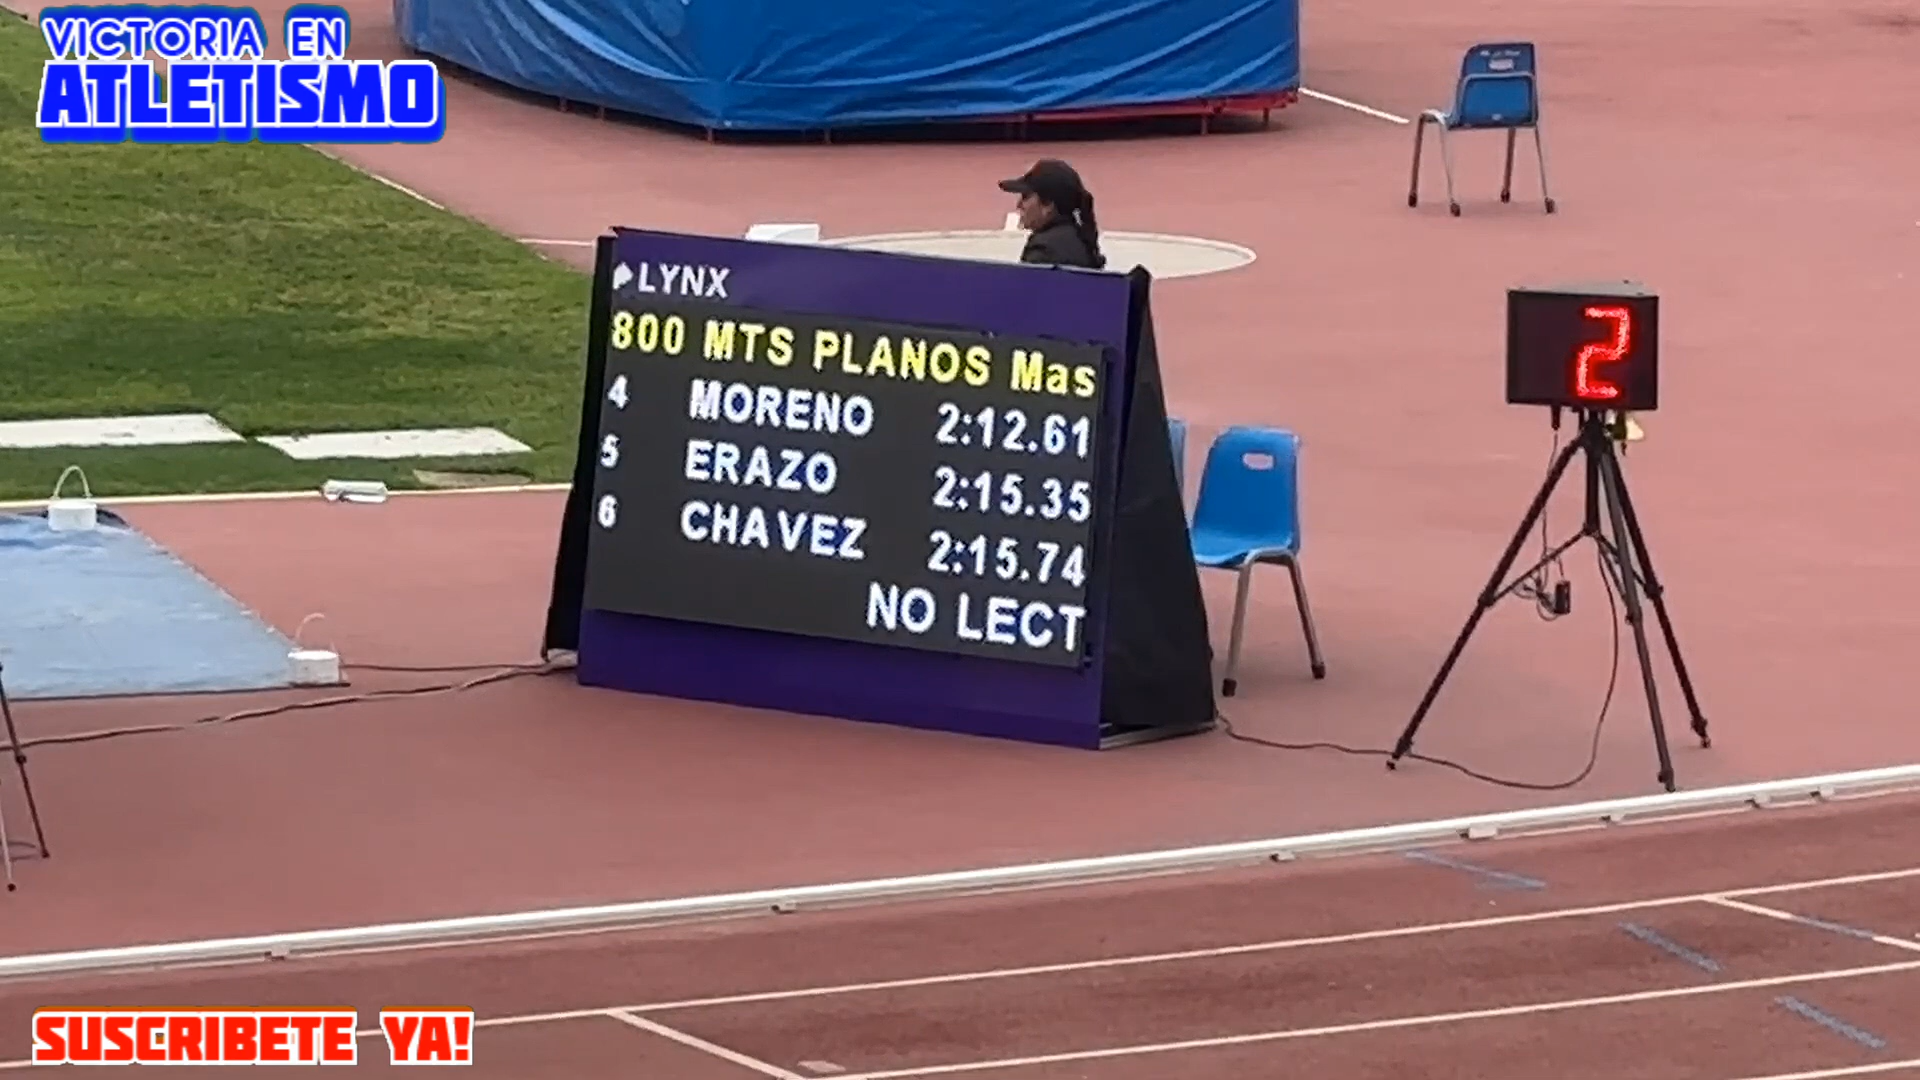 VICTORIA EN
ATLETISMO
LYNX
800 MTS PLANOS Mas
4 MORENO 2:12.61
5 ERAZO 2:15.35
6 CHAVEZ 2:15.74
NO LECT
2
SUSCRIBETE YA!